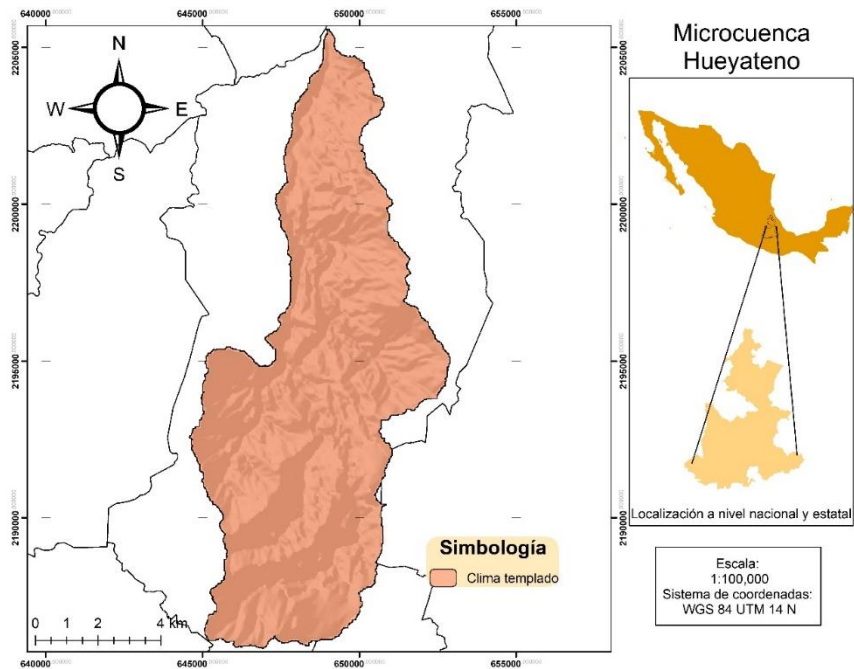 640000 645000 650000 655000
Microcuenca
Hueyateno
N
W E
S
2205000 2205000
2200000 2200000
2195000 2195000
2190000 2190000
Localización a nivel nacional y estatal
Simbología
Clima templado
Escala:
1:100,000
Sistema de coordenadas:
WGS 84 UTM 14 N
0 1 2 4 km
640000 645000 650000 655000